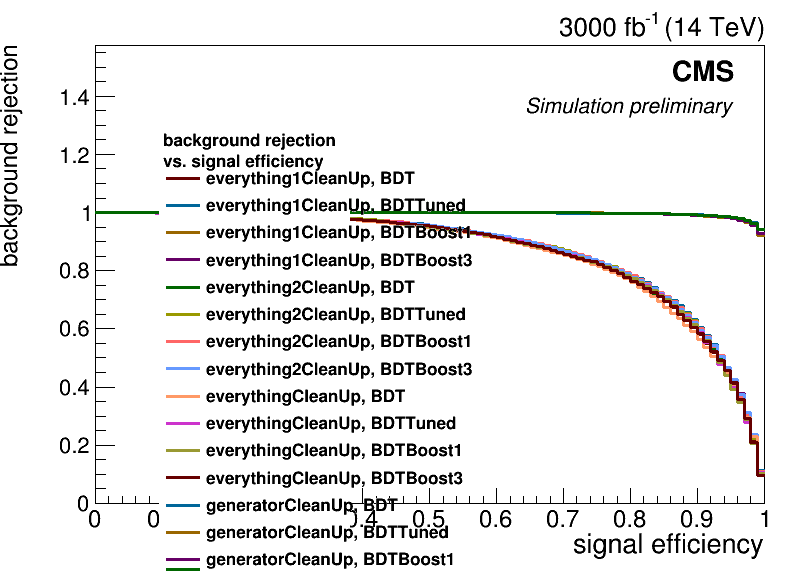 3000 fb-1 (14 TeV)
CMS
Simulation preliminary
background rejection
1.4
1.2
1
0.8
0.6
0.4
0.2
0
background rejection
vs. signal efficiency
everything1CleanUp, BDT
everything1CleanUp, BDTTuned
everything1CleanUp, BDTBoost1
everything1CleanUp, BDTBoost3
everything2CleanUp, BDT
everything2CleanUp, BDTTuned
everything2CleanUp, BDTBoost1
everything2CleanUp, BDTBoost3
everythingCleanUp, BDT
everythingCleanUp, BDTTuned
everythingCleanUp, BDTBoost1
everythingCleanUp, BDTBoost3
generatorCleanUp, BDT
generatorCleanUp, BDTTuned
generatorCleanUp, BDTBoost1
0 0.5 0.6 0.7 0.8 0.9 1
signal efficiency